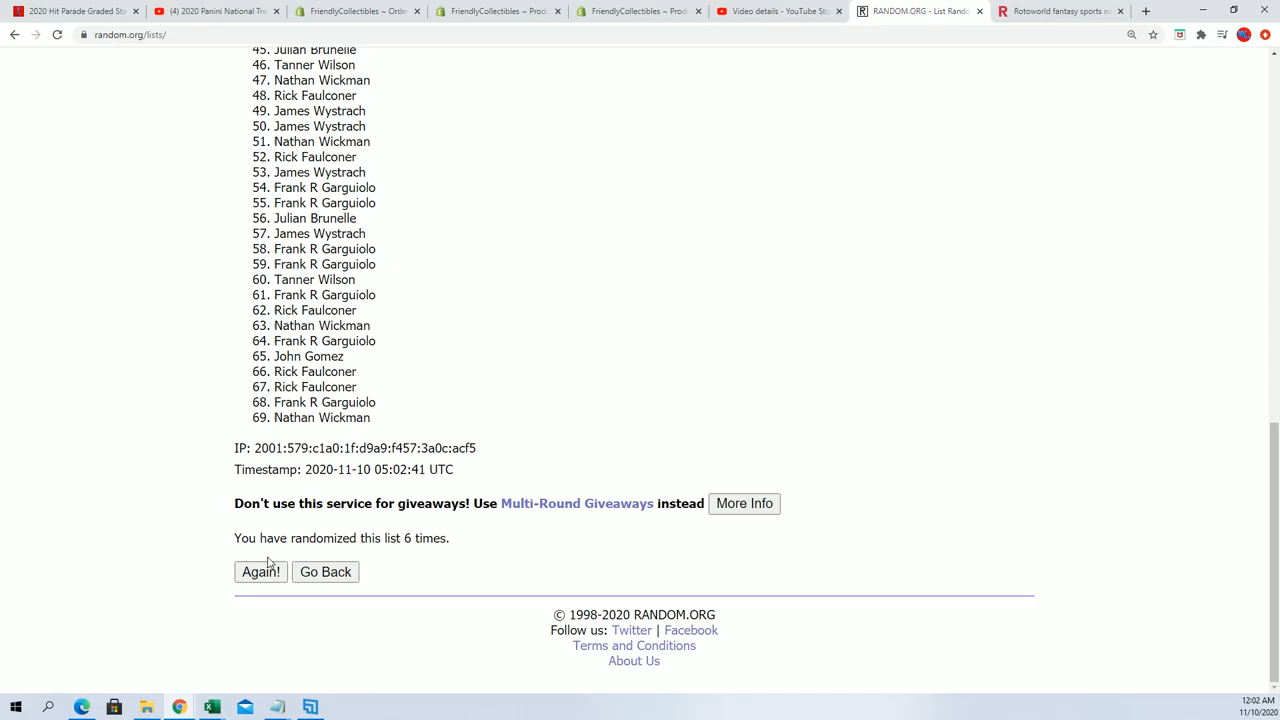 2020 Hit Parade Graded Sta
(4) 2020 Panini National Tre
FriendlyCollectibles ~ Orde
FriendlyCollectibles ~ Prod
FriendlyCollectibles ~ Produ
Video details - YouTube Stu
RANDOM.ORG - List Rando
Rotoworld fantasy sports ne
random.org/lists/
45. Julian Brunelle
46. Tanner Wilson
47. Nathan Wickman
48. Rick Faulconer
49. James Wystrach
50. James Wystrach
51. Nathan Wickman
52. Rick Faulconer
53. James Wystrach
54. Frank R Garguiolo
55. Frank R Garguiolo
56. Julian Brunelle
57. James Wystrach
58. Frank R Garguiolo
59. Frank R Garguiolo
60. Tanner Wilson
61. Frank R Garguiolo
62. Rick Faulconer
63. Nathan Wickman
64. Frank R Garguiolo
65. John Gomez
66. Rick Faulconer
67. Rick Faulconer
68. Frank R Garguiolo
69. Nathan Wickman
IP: 2001:579:c1a0:1f:d9a9:f457:3a0c:acf5
Timestamp: 2020-11-10 05:02:41 UTC
Don't use this service for giveaways! Use Multi-Round Giveaways instead More Info
You have randomized this list 6 times.
Again! Go Back
© 1998-2020 RANDOM.ORG
Follow us: Twitter | Facebook
Terms and Conditions
About Us
12:02 AM
11/10/2020